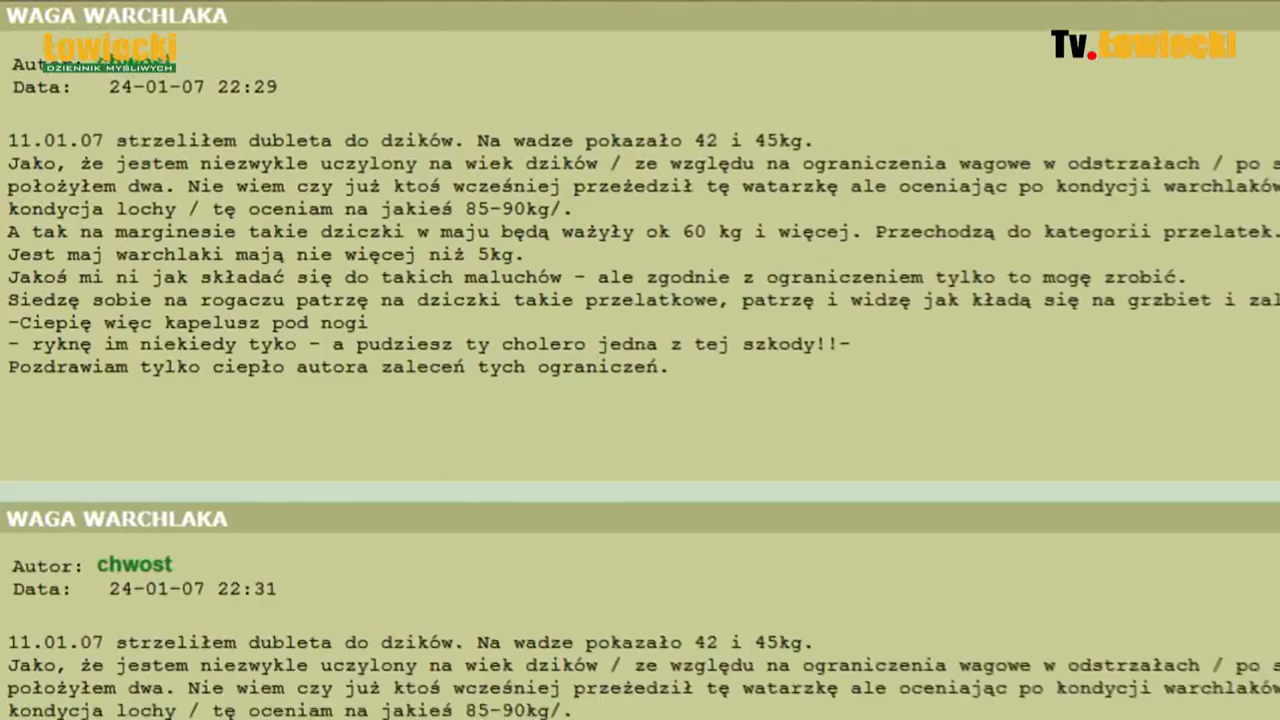 WAGA WARCHLAKA
Łowiecki
DZIENNIK MYŚLIWYCH
Tv.Łowiecki
Autor: chwost
Data: 24-01-07 22:29
11.01.07 strzeliłem dubleta do dzików. Na wadze pokazało 42 i 45kg.
Jako, że jestem niezwykle uczylony na wiek dzików / ze względu na ograniczenia wagowe w odstrzałach / po s
położyłem dwa. Nie wiem czy już ktoś wcześniej przeżedził tę watarzkę ale oceniając po kondycji warchlaków
kondycja lochy / tę oceniam na jakieś 85-90kg/.
A tak na marginesie takie dziczki w maju będą ważyły ok 60 kg i więcej. Przechodzą do kategorii przelatek.
Jest maj warchlaki mają nie więcej niż 5kg.
Jakoś mi ni jak składać się do takich maluchów - ale zgodnie z ograniczeniem tylko to mogę zrobić.
Siedzę sobie na rogaczu patrzę na dziczki takie przelatkowe, patrzę i widzę jak kładą się na grzbiet i zal
-Ciepię więc kapelusz pod nogi
- ryknę im niekiedy tyko - a pudziesz ty cholero jedna z tej szkody!!-
Pozdrawiam tylko ciepło autora zaleceń tych ograniczeń.
WAGA WARCHLAKA
Autor: chwost
Data: 24-01-07 22:31
11.01.07 strzeliłem dubleta do dzików. Na wadze pokazało 42 i 45kg.
Jako, że jestem niezwykle uczylony na wiek dzików / ze względu na ograniczenia wagowe w odstrzałach / po s
położyłem dwa. Nie wiem czy już ktoś wcześniej przeżedził tę watarzkę ale oceniając po kondycji warchlaków
kondycja lochy / tę oceniam na jakieś 85-90kg/.